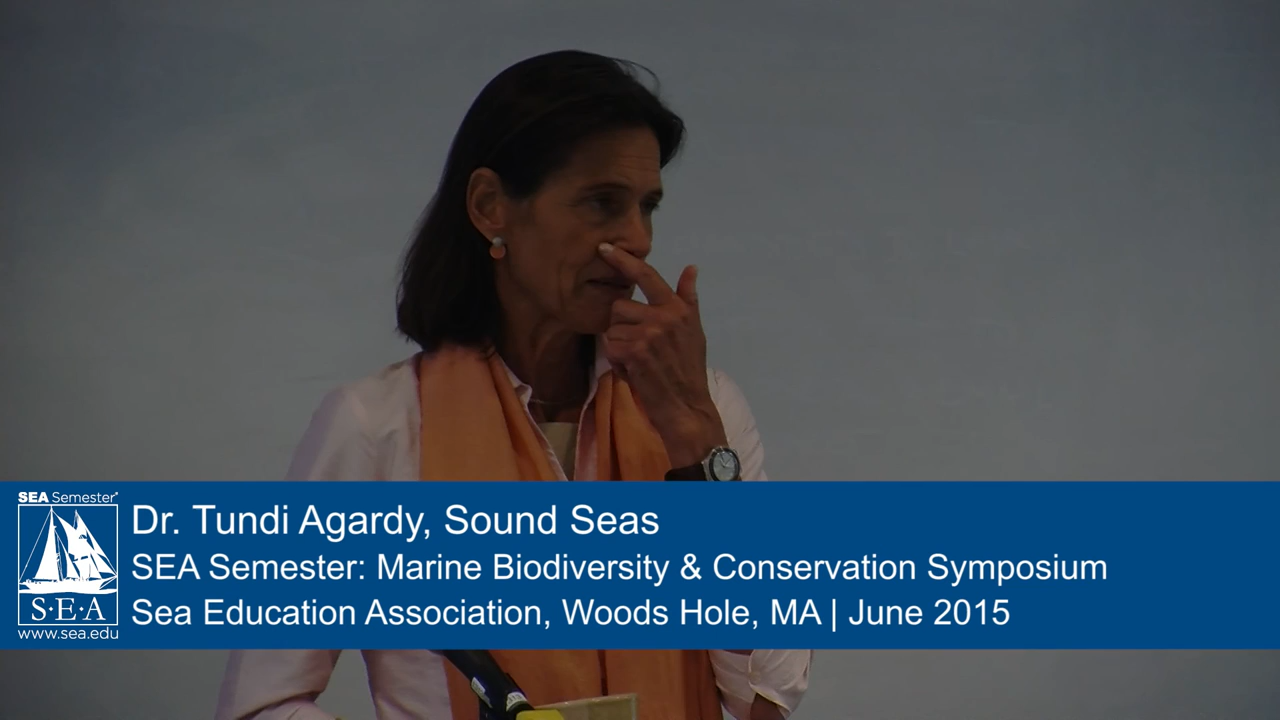 SEA Semester®
S·E·A
www.sea.edu
Dr. Tundi Agardy, Sound Seas
SEA Semester: Marine Biodiversity & Conservation Symposium
Sea Education Association, Woods Hole, MA | June 2015